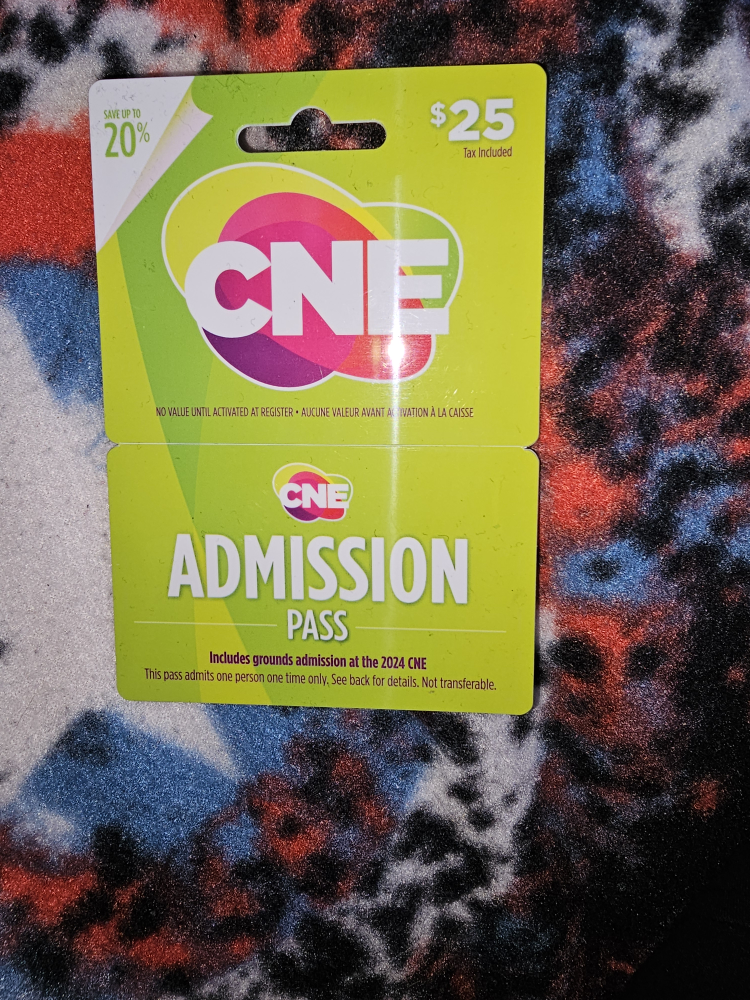 SAVE UP TO
20%
$25
Tax Included
CNE
NO VALUE UNTIL ACTIVATED AT REGISTER • AUCUNE VALEUR AVANT ACTIVATION À LA CAISSE
CNE
ADMISSION
PASS
Includes grounds admission at the 2024 CNE
This pass admits one person one time only. See back for details. Not transferable.